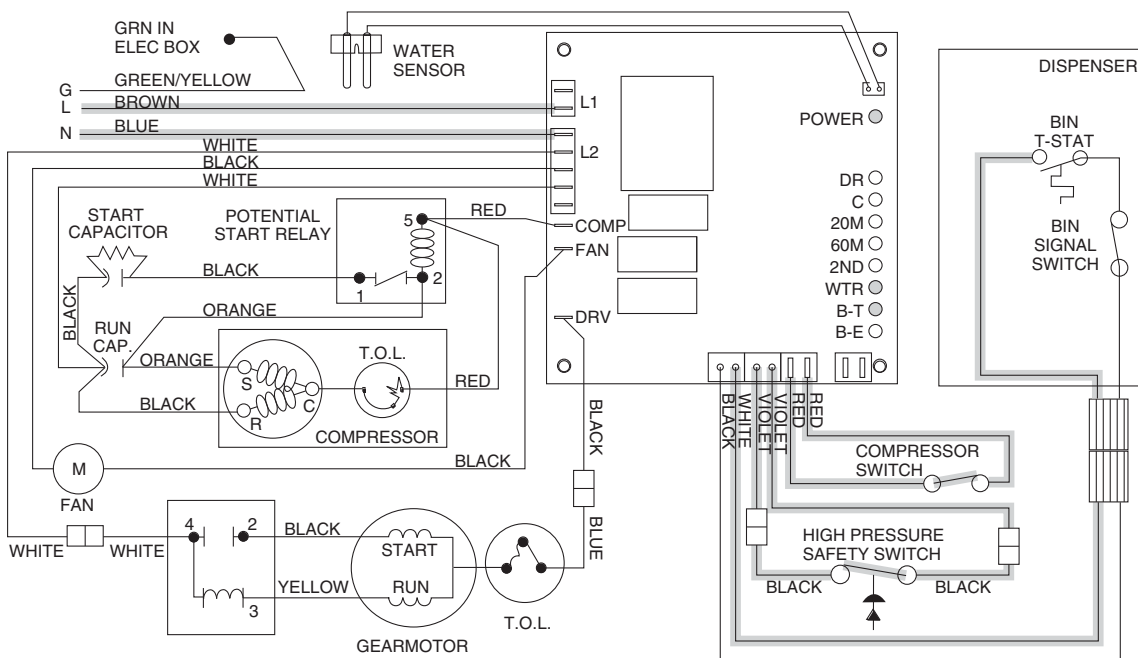 GRN IN
ELEC BOX
WATER
SENSOR
DISPENSER
G GREEN/YELLOW
L BROWN
L1
N BLUE
POWER
BIN
T-STAT
WHITE
L2
BLACK
WHITE
DR
C
20M
60M
2ND
WTR
B-T
B-E
BIN
SIGNAL
SWITCH
START
CAPACITOR
POTENTIAL
START RELAY
5
RED
COMP
FAN
BLACK
1
2
BLACK
ORANGE
DRV
RUN
CAP.
ORANGE
T.O.L.
S
C
R
RED
BLACK
COMPRESSOR
BLACK
WHITE
VIOLET
VIOLET
RED
RED
BLACK
COMPRESSOR
SWITCH
M
FAN
BLACK
4
2
BLACK
START
BLUE
HIGH PRESSURE
SAFETY SWITCH
WHITE
WHITE
YELLOW
RUN
3
BLACK
BLACK
T.O.L.
GEARMOTOR